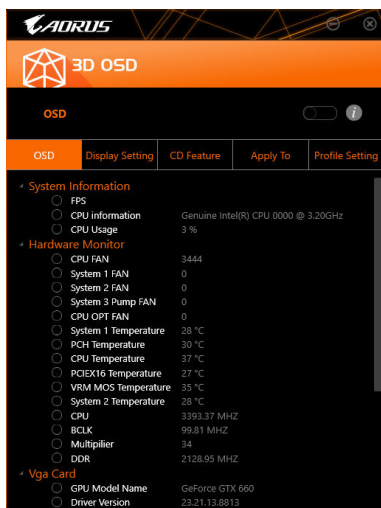 AORUS
3D OSD
OSD
i
OSD Display Setting CD Feature Apply To Profile Setting
System Information
FPS
CPU information Genuine Intel(R) CPU 0000 @ 3.20GHz
CPU Usage 3 %
Hardware Monitor
CPU FAN 3444
System 1 FAN 0
System 2 FAN 0
System 3 Pump FAN 0
CPU OPT FAN 0
System 1 Temperature 28 °C
PCH Temperature 30 °C
CPU Temperature 37 °C
PCIEX16 Temperature 27 °C
VRM MOS Temperature 35 °C
System 2 Temperature 28 °C
CPU 3393.37 MHZ
BCLK 99.81 MHZ
Multipilier 34
DDR 2128.95 MHZ
Vga Card
GPU Model Name GeForce GTX 660
Driver Version 23.21.13.8813